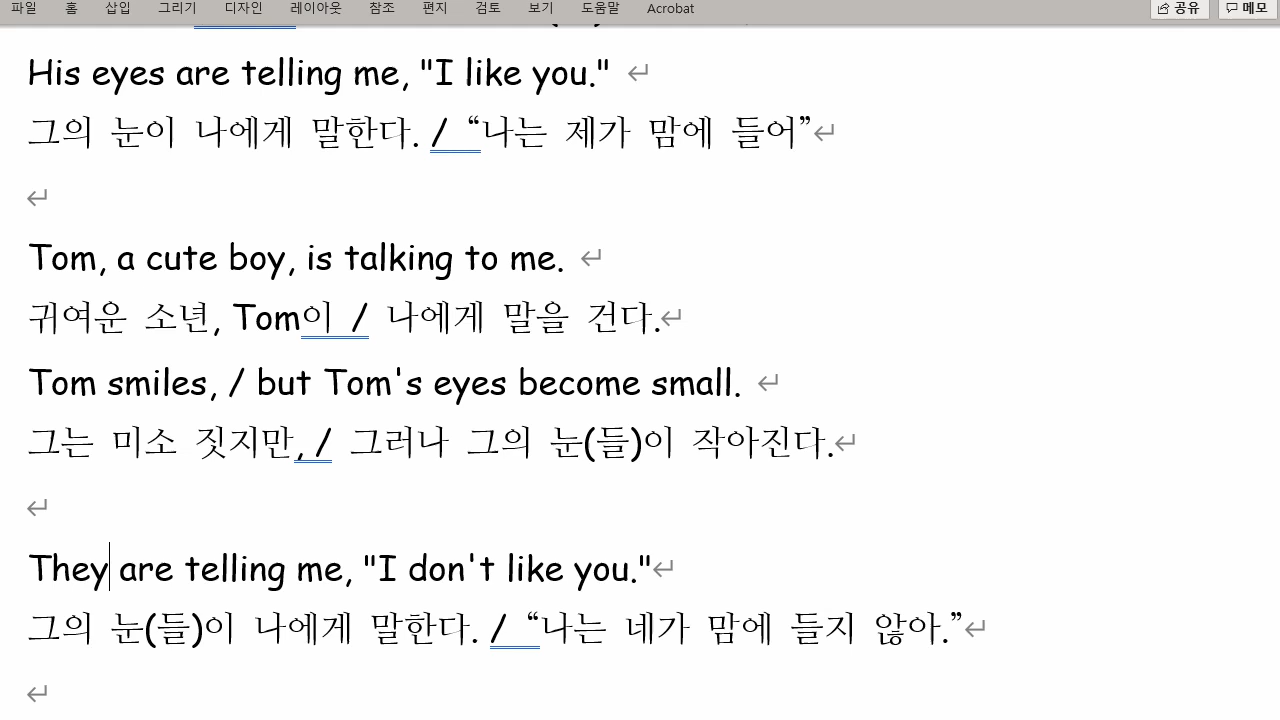 파일 홈 삽입 그리기 디자인 레이아웃 참조 편지 검토 보기 도움말 Acrobat 공유 메모
His eyes are telling me, "I like you."
그의 눈이 나에게 말한다. / “나는 제가 맘에 들어”
Tom, a cute boy, is talking to me.
귀여운 소년, Tom이 / 나에게 말을 건다.
Tom smiles, / but Tom's eyes become small.
그는 미소 짓지만, / 그러나 그의 눈(들)이 작아진다.
They are telling me, "I don't like you."
그의 눈(들)이 나에게 말한다. / “나는 네가 맘에 들지 않아.”